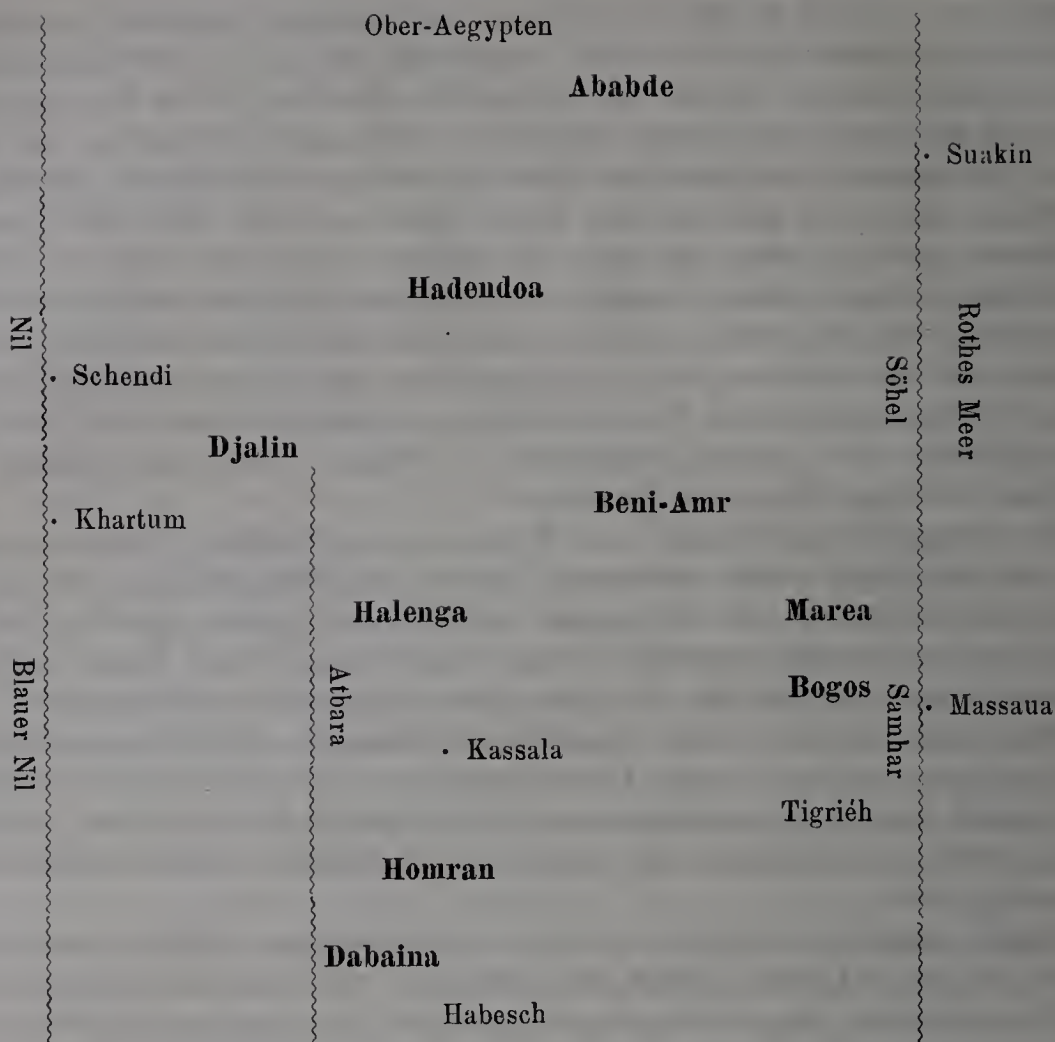 Ober-Aegypten
Ababde
Suakin
Hadendoa
Nil
Rothes Meer
Söhel
Schendi
Djalin
Beni-Amr
Khartum
Halenga
Marea
Blauer Nil
Atbara
Bogos
Samhar
Massaua
Kassala
Tigriéh
Homran
Dabaina
Habesch